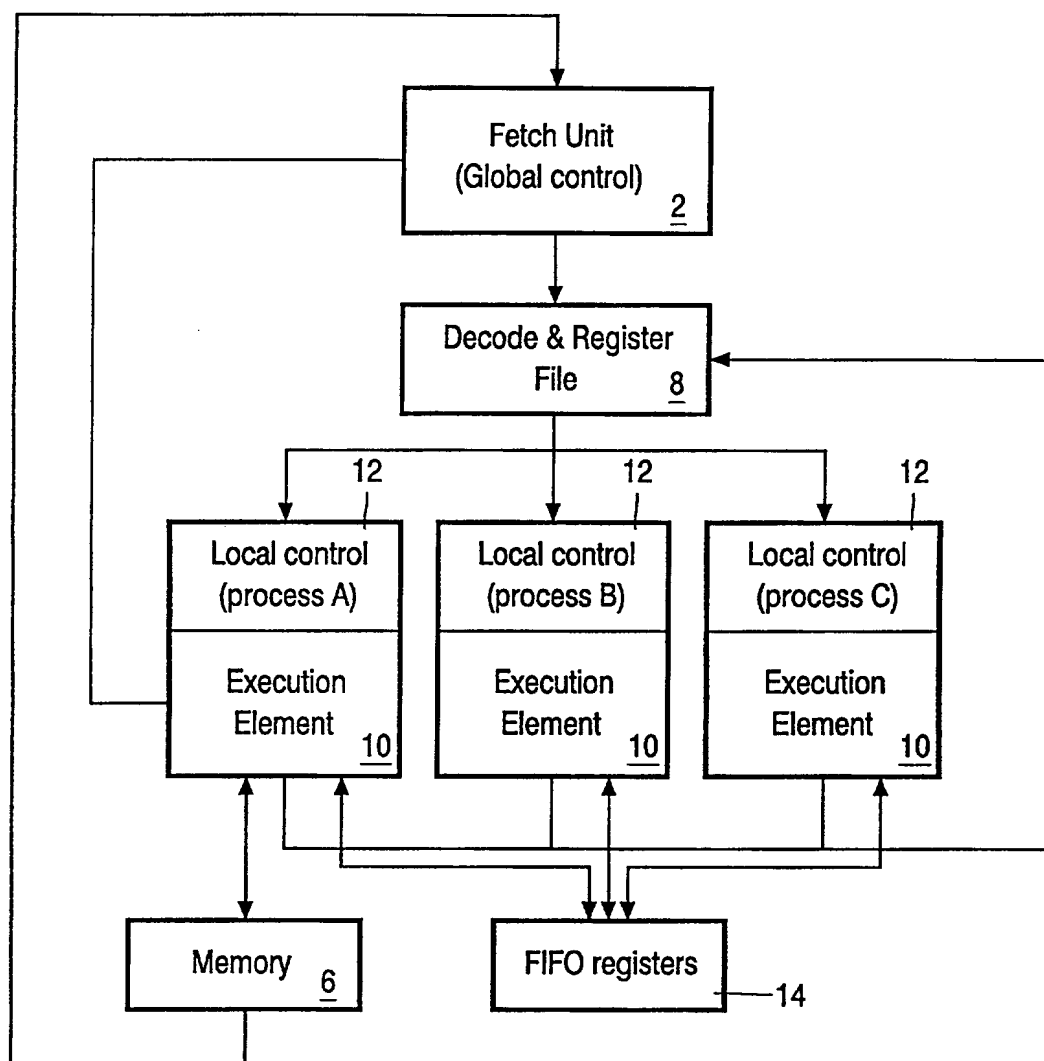 Fetch Unit
(Global control)
2
Decode & Register
File
8
12
12
12
Local control
(process A)
Local control
(process B)
Local control
(process C)
Execution
Element
10
Execution
Element
10
Execution
Element
10
Memory
6
FIFO registers
14